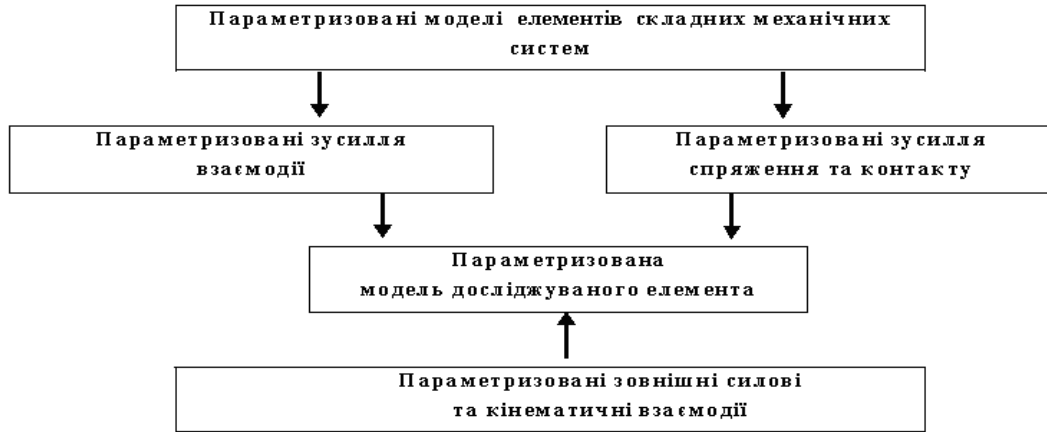 Параметризовані моделі елементів складних механічних
систем
Параметризовані зусилля
взаємодії
Параметризовані зусилля
спряження та контакту
Параметризована
модель досліджуваного елемента
Параметризовані зовнішні силові
та кінематичні взаємодії